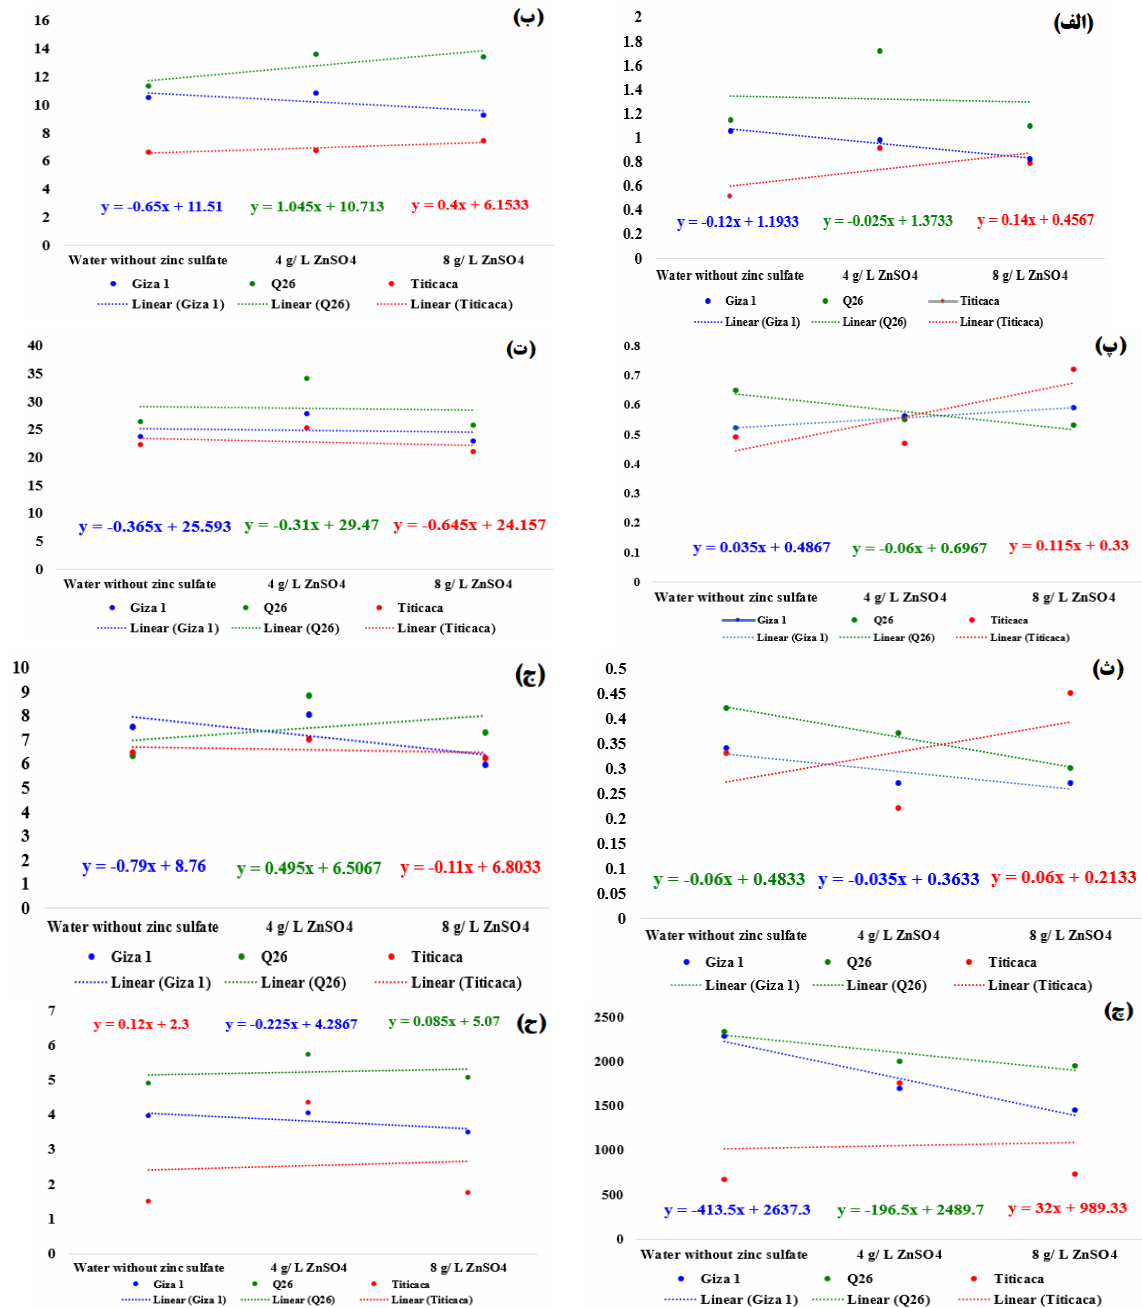 (ب)
16
14
12
10
8
6
4
2
0
y = -0.65x + 11.51 y = 1.045x + 10.713 y = 0.4x + 6.1533
Water without zinc sulfate 4 g/ L ZnSO4 8 g/ L ZnSO4
Giza 1 Q26 Titicaca
Linear (Giza 1) Linear (Q26) Linear (Titicaca)
(الف)
2
1.8
1.6
1.4
1.2
1
0.8
0.6
0.4
0.2
0
y = -0.12x + 1.1933 y = -0.025x + 1.3733 y = 0.14x + 0.4567
Water without zinc sulfate 4 g/ L ZnSO4 8 g/ L ZnSO4
Giza 1 Q26 Titicaca
Linear (Giza 1) Linear (Q26) Linear (Titicaca)
(ت)
40
35
30
25
20
15
10
5
0
y = -0.365x + 25.593 y = -0.31x + 29.47 y = -0.645x + 24.157
Water without zinc sulfate 4 g/ L ZnSO4 8 g/ L ZnSO4
Giza 1 Q26 Titicaca
Linear (Giza 1) Linear (Q26) Linear (Titicaca)
(پ)
0.8
0.7
0.6
0.5
0.4
0.3
0.2
0.1
0
y = 0.035x + 0.4867 y = -0.06x + 0.6967 y = 0.115x + 0.33
Water without zinc sulfate 4 g/ L ZnSO4 8 g/ L ZnSO4
Giza 1 Q26 Titicaca
Linear (Giza 1) Linear (Q26) Linear (Titicaca)
(ج)
10
9
8
7
6
5
4
3
2
1
0
y = -0.79x + 8.76 y = 0.495x + 6.5067 y = -0.11x + 6.8033
Water without zinc sulfate 4 g/ L ZnSO4 8 g/ L ZnSO4
Giza 1 Q26 Titicaca
Linear (Giza 1) Linear (Q26) Linear (Titicaca)
(ث)
0.5
0.45
0.4
0.35
0.3
0.25
0.2
0.15
0.1
0.05
0
y = -0.06x + 0.4833 y = -0.035x + 0.3633 y = 0.06x + 0.2133
Water without zinc sulfate 4 g/ L ZnSO4 8 g/ L ZnSO4
Giza 1 Q26 Titicaca
Linear (Giza 1) Linear (Q26) Linear (Titicaca)
(ح)
7
6
5
4
3
2
1
0
y = 0.12x + 2.3 y = -0.225x + 4.2867 y = 0.085x + 5.07
Water without zinc sulfate 4 g/ L ZnSO4 8 g/ L ZnSO4
Giza 1 Q26 Titicaca
Linear (Giza 1) Linear (Q26) Linear (Titicaca)
(چ)
2500
2000
1500
1000
500
0
y = -413.5x + 2637.3 y = -196.5x + 2489.7 y = 32x + 989.33
Water without zinc sulfate 4 g/ L ZnSO4 8 g/ L ZnSO4
Giza 1 Q26 Titicaca
Linear (Giza 1) Linear (Q26) Linear (Titicaca)